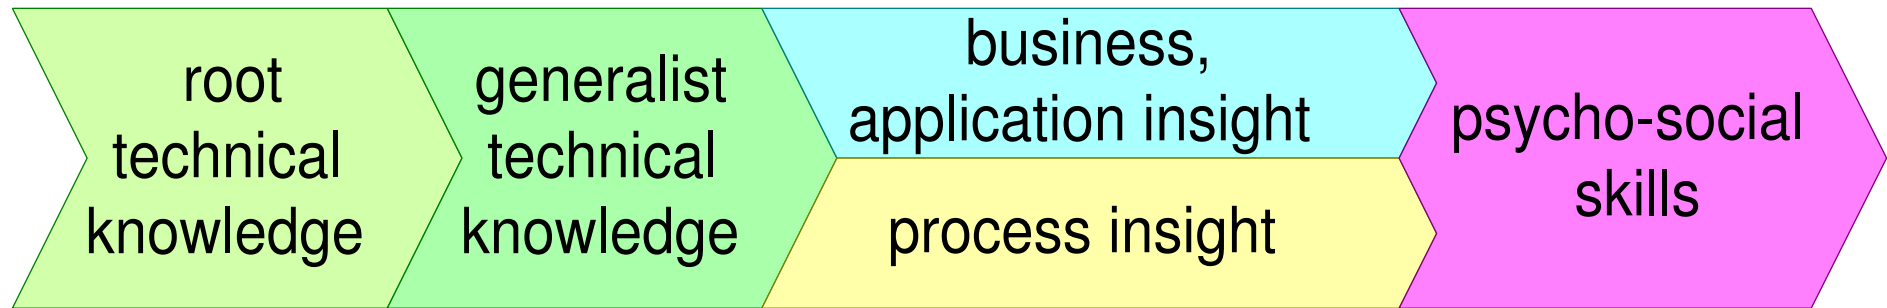 root
technical
knowledge
generalist
technical
knowledge
business,
application insight
process insight
psycho-social
skills